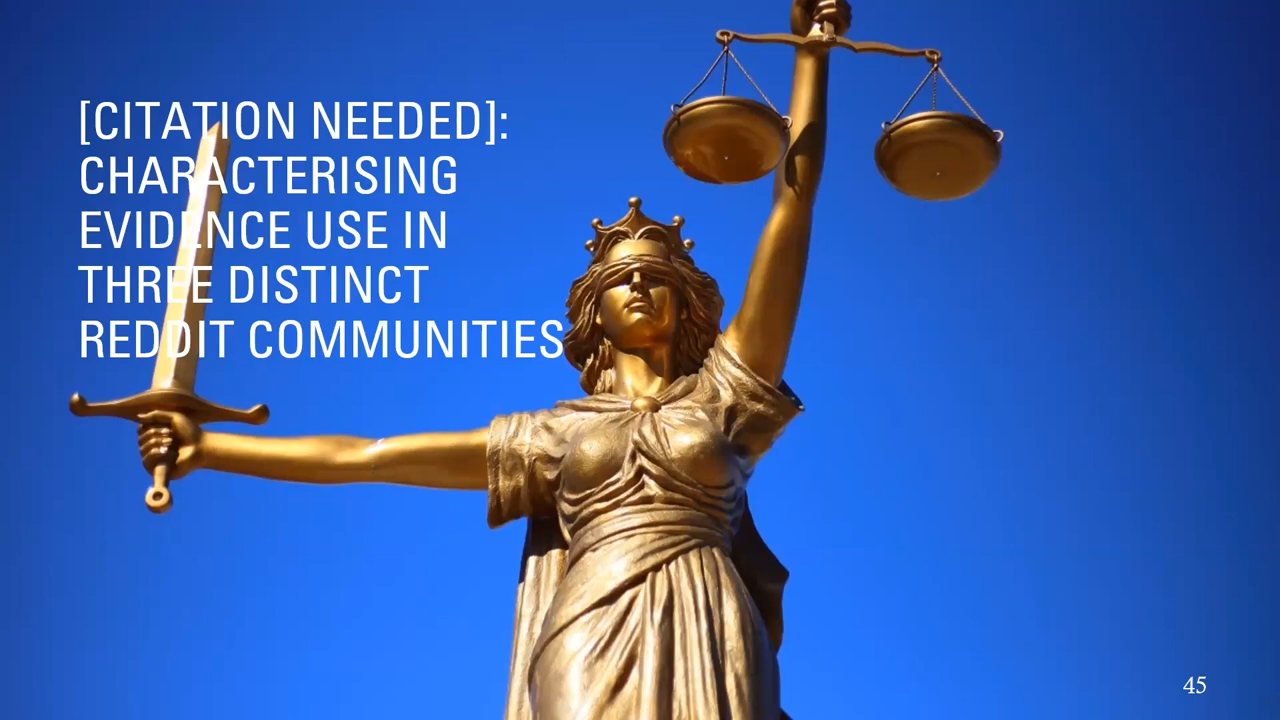 [CITATION NEEDED]:
CHARACTERISING
EVIDENCE USE IN
THREE DISTINCT
REDDIT COMMUNITIES
45